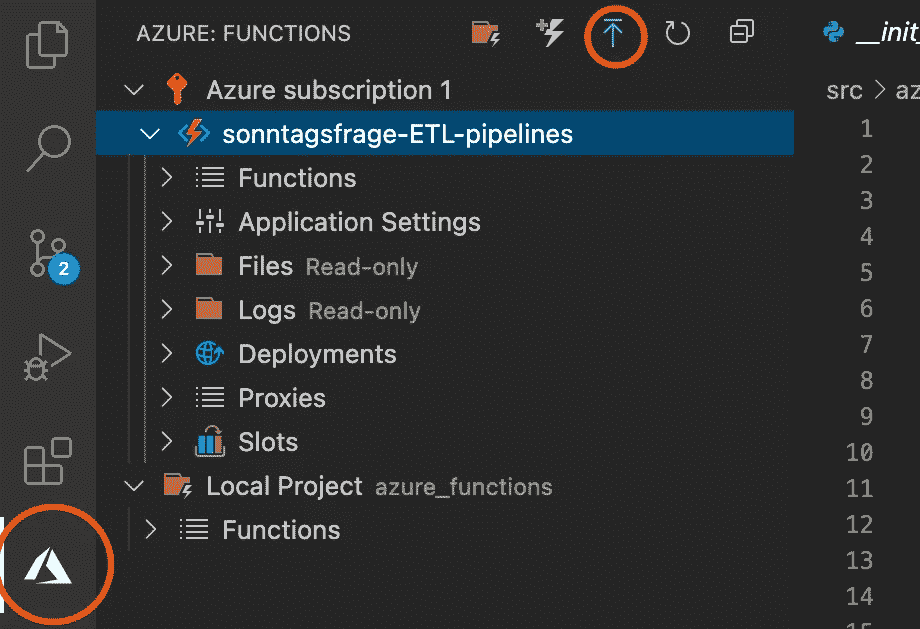 AZURE: FUNCTIONS
__init_
Azure subscription 1
src > az
sonntagsfrage-ETL-pipelines
1
2
Functions
3
Application Settings
4
Files Read-only
5
2
Logs Read-only
6
Deployments
7
8
Proxies
9
Slots
10
Local Project azure_functions
11
Functions
12
13
14
15